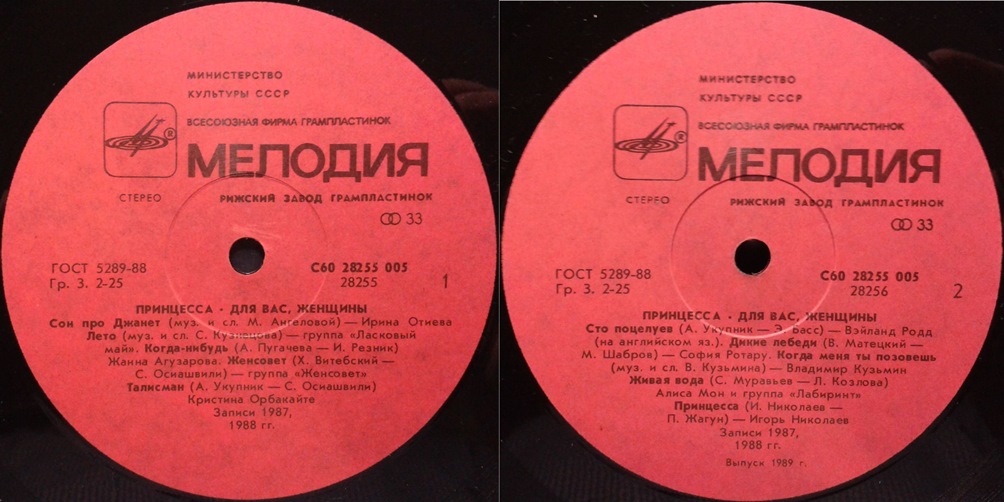 МИНИСТЕРСТВО
КУЛЬТУРЫ СССР
ВСЕСОЮЗНАЯ ФИРМА ГРАМПЛАСТИНОК
®
МЕЛОДИЯ
СТЕРЕО
РИЖСКИЙ ЗАВОД ГРАМПЛАСТИНОК
33
ГОСТ 5289-88
Гр. 3. 2-25
С60 28255 005
28255
1
ПРИНЦЕССА - ДЛЯ ВАС, ЖЕНЩИНЫ
Сон про Джанет (муз. и сл. М. Ангеловой) — Ирина Отиева
Лето (муз. и сл. С. Кузнецова) — группа «Ласковый
май». Когда-нибудь (А. Пугачева — И. Резник)
Жанна Агузарова. Женсовет (Х. Витебский —
С. Осиашвили) — группа «Женсовет»
Талисман (А. Укупник — С. Осиашвили)
Кристина Орбакайте
Записи 1987,
1988 гг.
МИНИСТЕРСТВО
КУЛЬТУРЫ СССР
ВСЕСОЮЗНАЯ ФИРМА ГРАМПЛАСТИНОК
®
МЕЛОДИЯ
СТЕРЕО
РИЖСКИЙ ЗАВОД ГРАМПЛАСТИНОК
33
ГОСТ 5289-88
Гр. 3. 2-25
С60 28255 005
28256
2
ПРИНЦЕССА - ДЛЯ ВАС, ЖЕНЩИНЫ
Сто поцелуев (А. Укупник — Э. Басс) — Вэйланд Родд
(на английском яз.). Дикие лебеди (В. Матецкий —
М. Шабров) — София Ротару. Когда меня ты позовешь
(муз. и сл. В. Кузьмина) — Владимир Кузьмин
Живая вода (С. Муравьев — Л. Козлова)
Алиса Мон и группа «Лабиринт»
Принцесса (И. Николаев —
П. Жагун) — Игорь Николаев
Записи 1987,
1988 гг.
Выпуск 1989 г.